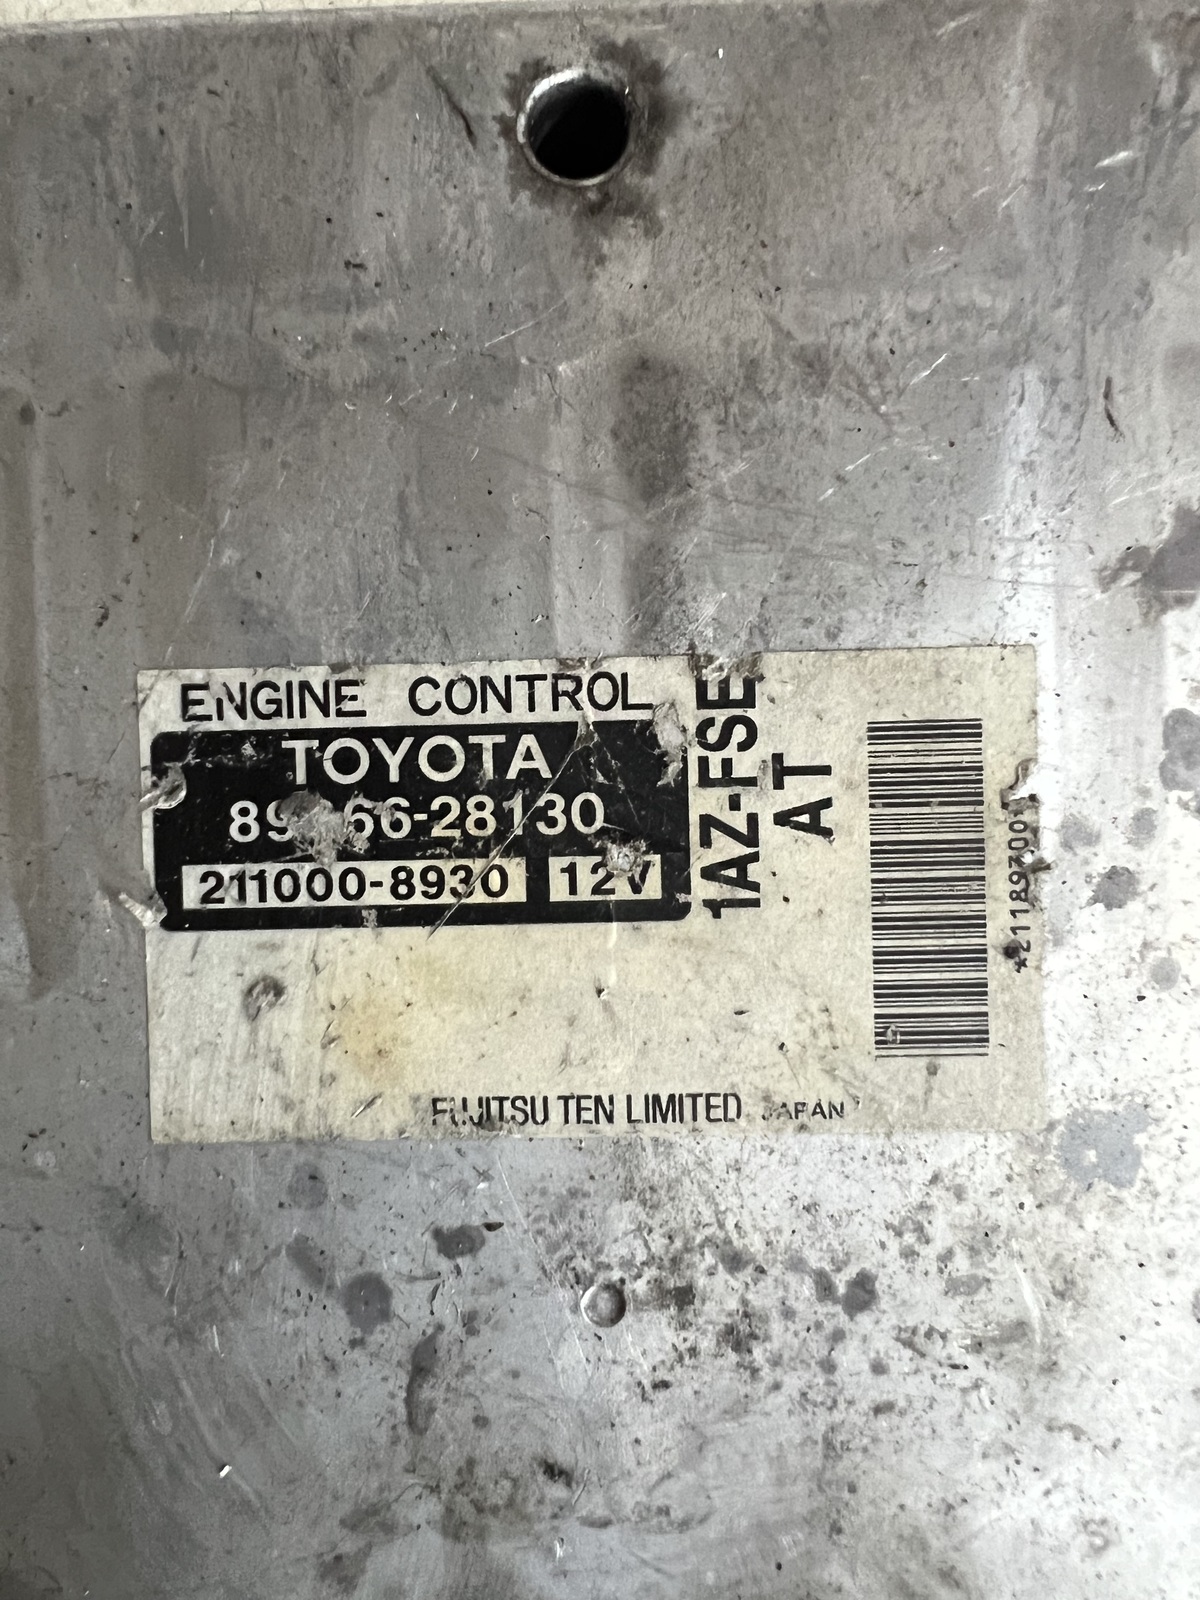 ENGINE CONTROL
TOYOTA
211000-8930 12V
1AZ-FSE
AT
FUJITSU TEN LIMITED JAPAN